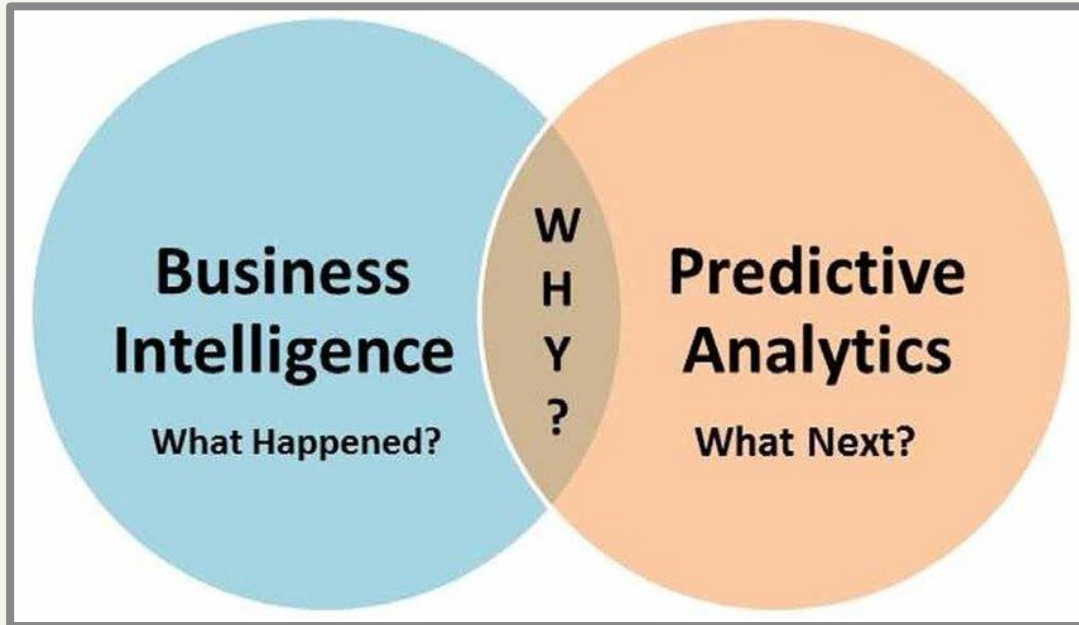 Business
Intelligence
What Happened?
W
H
Y
?
Predictive
Analytics
What Next?